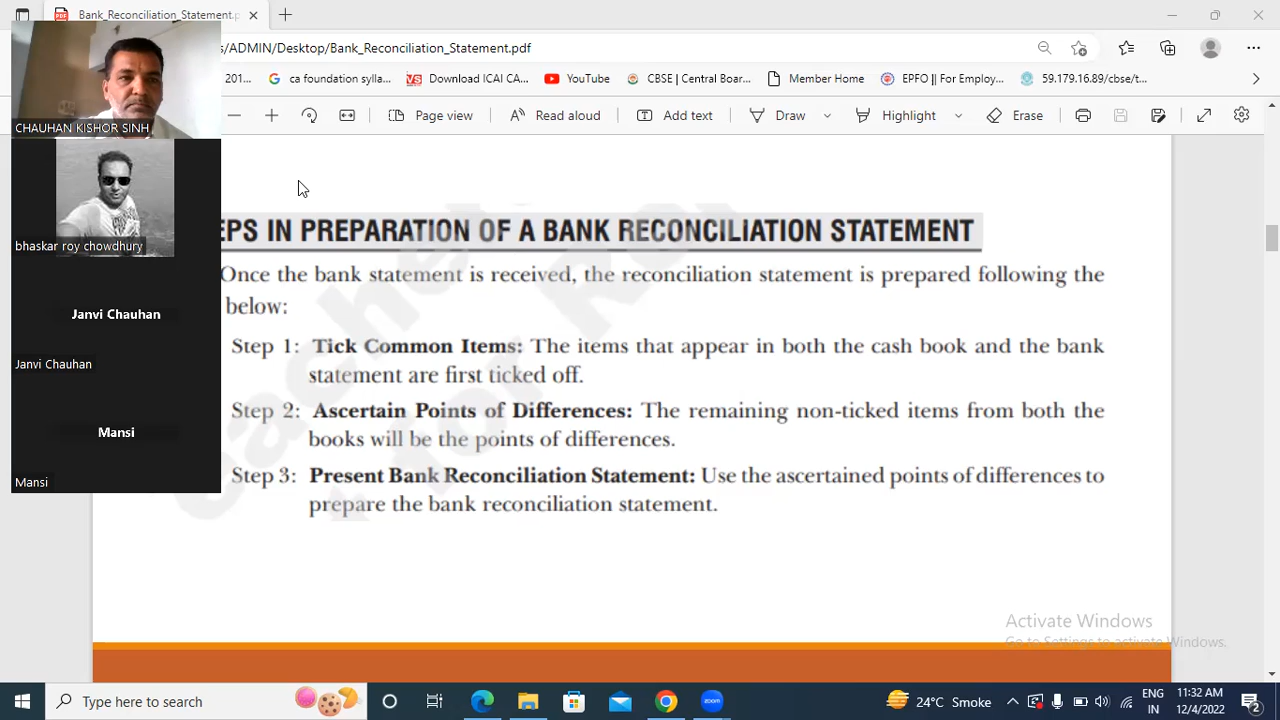 Bank_Reconciliation_Statement.p
s/ADMIN/Desktop/Bank_Reconciliation_Statement.pdf
201...
ca foundation sylla...
Download ICAI CA...
YouTube
CBSE | Central Boar...
Member Home
EPFO || For Employ...
59.179.16.89/cbse/t...
Page view
Read aloud
Add text
Draw
Highlight
Erase
CHAUHAN KISHOR SINH
bhaskar roy chowdhury
Janvi Chauhan
Janvi Chauhan
Mansi
Mansi
EPS IN PREPARATION OF A BANK RECONCILIATION STATEMENT
Once the bank statement is received, the reconciliation statement is prepared following the
below:
Step 1: Tick Common Items: The items that appear in both the cash book and the bank
statement are first ticked off.
Step 2: Ascertain Points of Differences: The remaining non-ticked items from both the
books will be the points of differences.
Step 3: Present Bank Reconciliation Statement: Use the ascertained points of differences to
prepare the bank reconciliation statement.
Activate Windows
Go to Settings to activate Windows.
Type here to search
24°C Smoke
ENG
IN
11:32 AM
12/4/2022
2